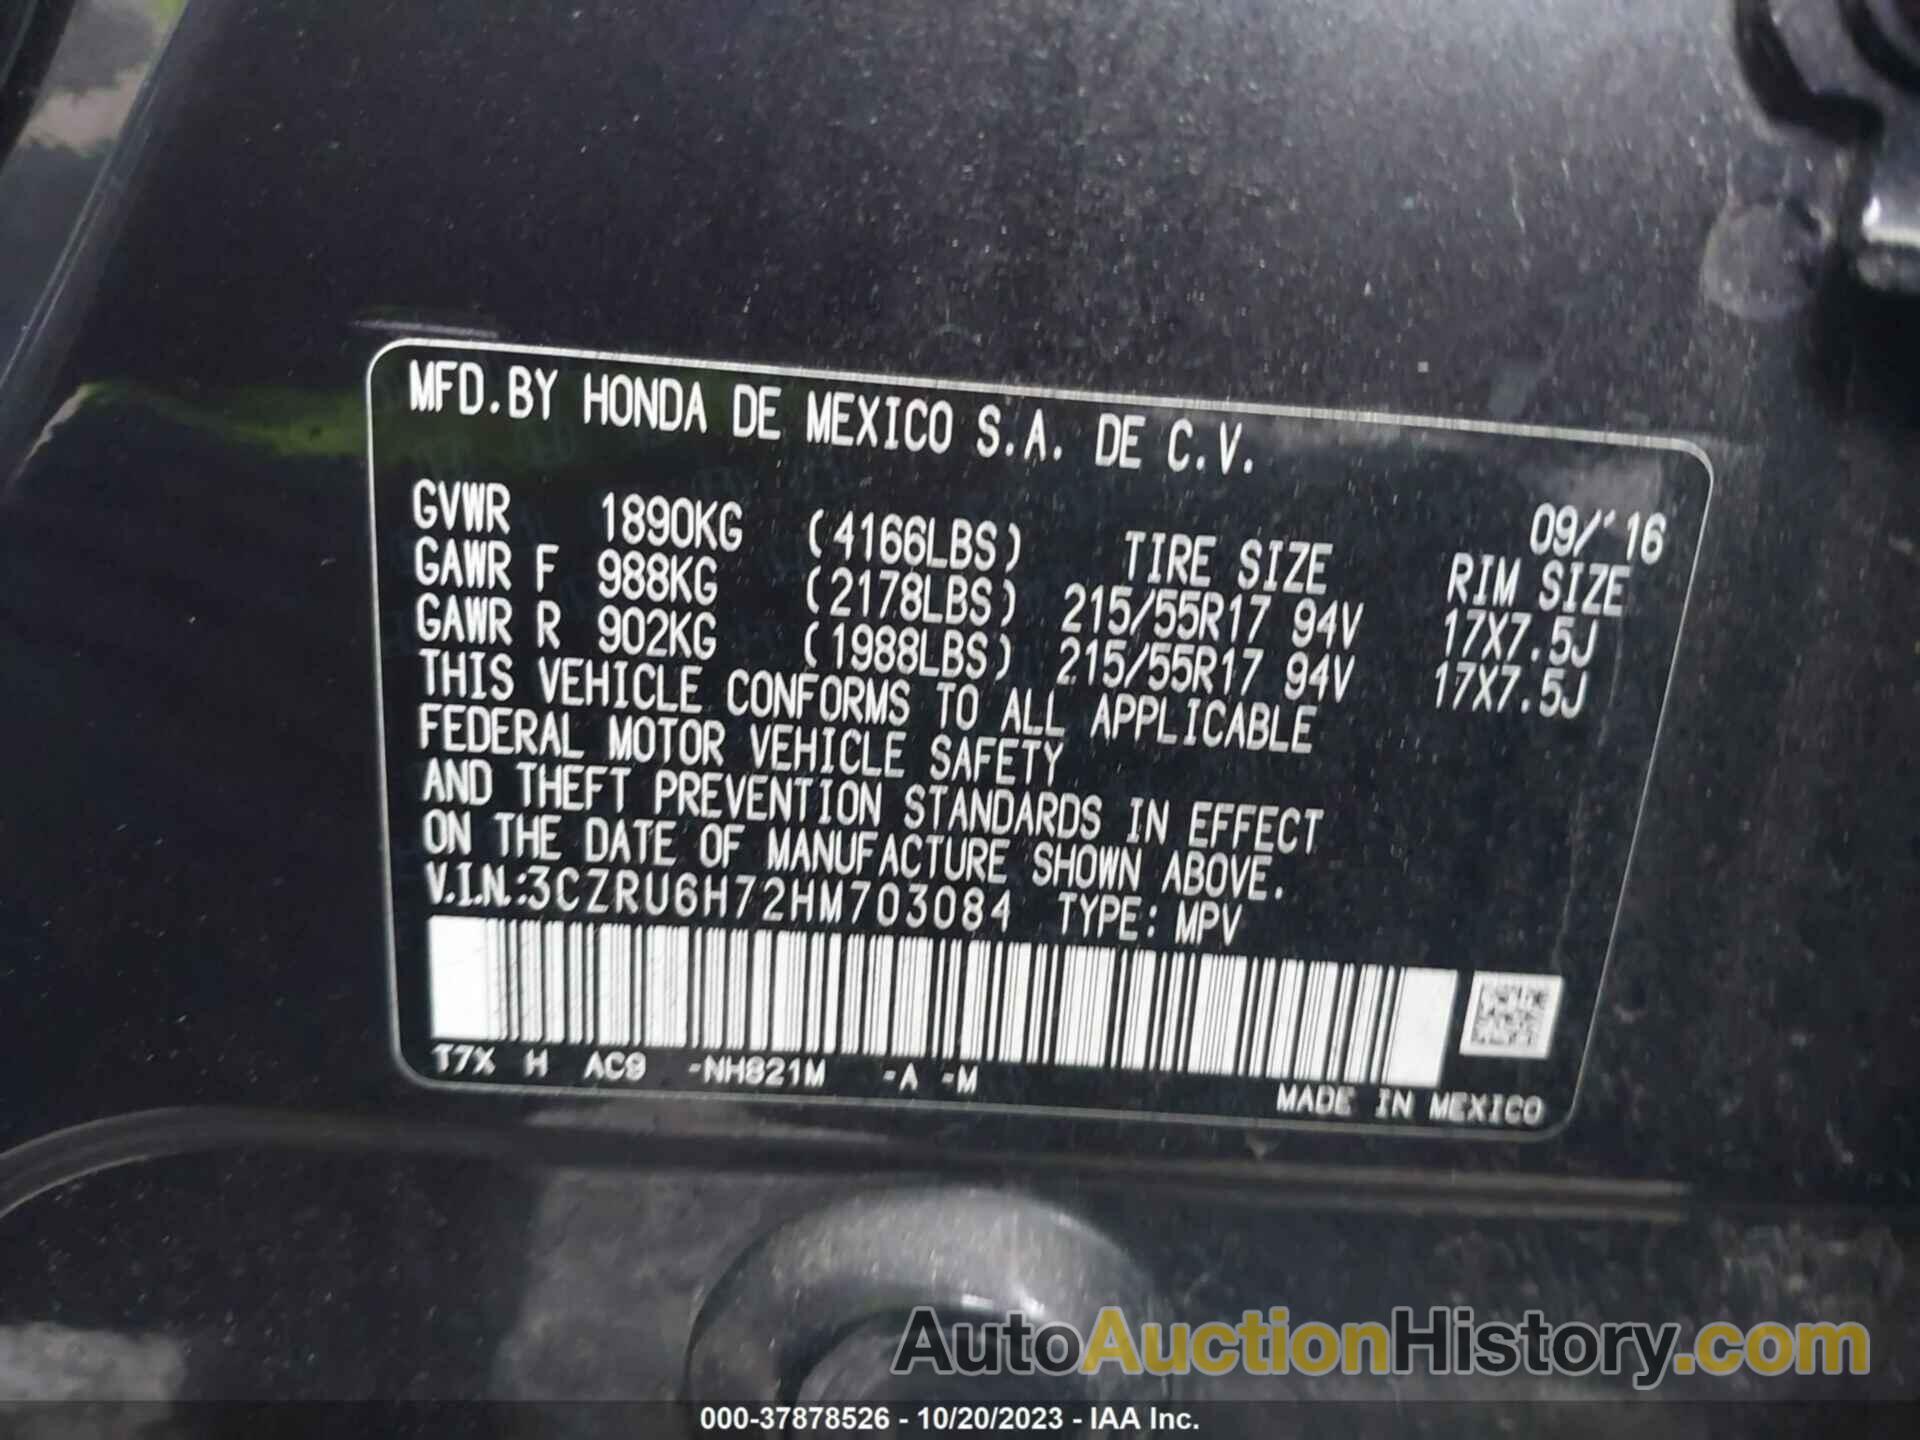 MFD.BY HONDA DE MEXICO S.A. DE C.V.
09/'16
GVWR 1890KG (4166LBS) TIRE SIZE RIM SIZE
GAWR F 988KG (2178LBS) 215/55R17 94V 17X7.5J
GAWR R 902KG (1988LBS) 215/55R17 94V 17X7.5J
THIS VEHICLE CONFORMS TO ALL APPLICABLE
FEDERAL MOTOR VEHICLE SAFETY
AND THEFT PREVENTION STANDARDS IN EFFECT
ON THE DATE OF MANUFACTURE SHOWN ABOVE.
V.I.N.:3CZRU6H72HM703084 TYPE: MPV
T7X H AC9 -NH821M -A -M
MADE IN MEXICO
AutoAuctionHistory.com
000-37878526 - 10/20/2023 - IAA Inc.